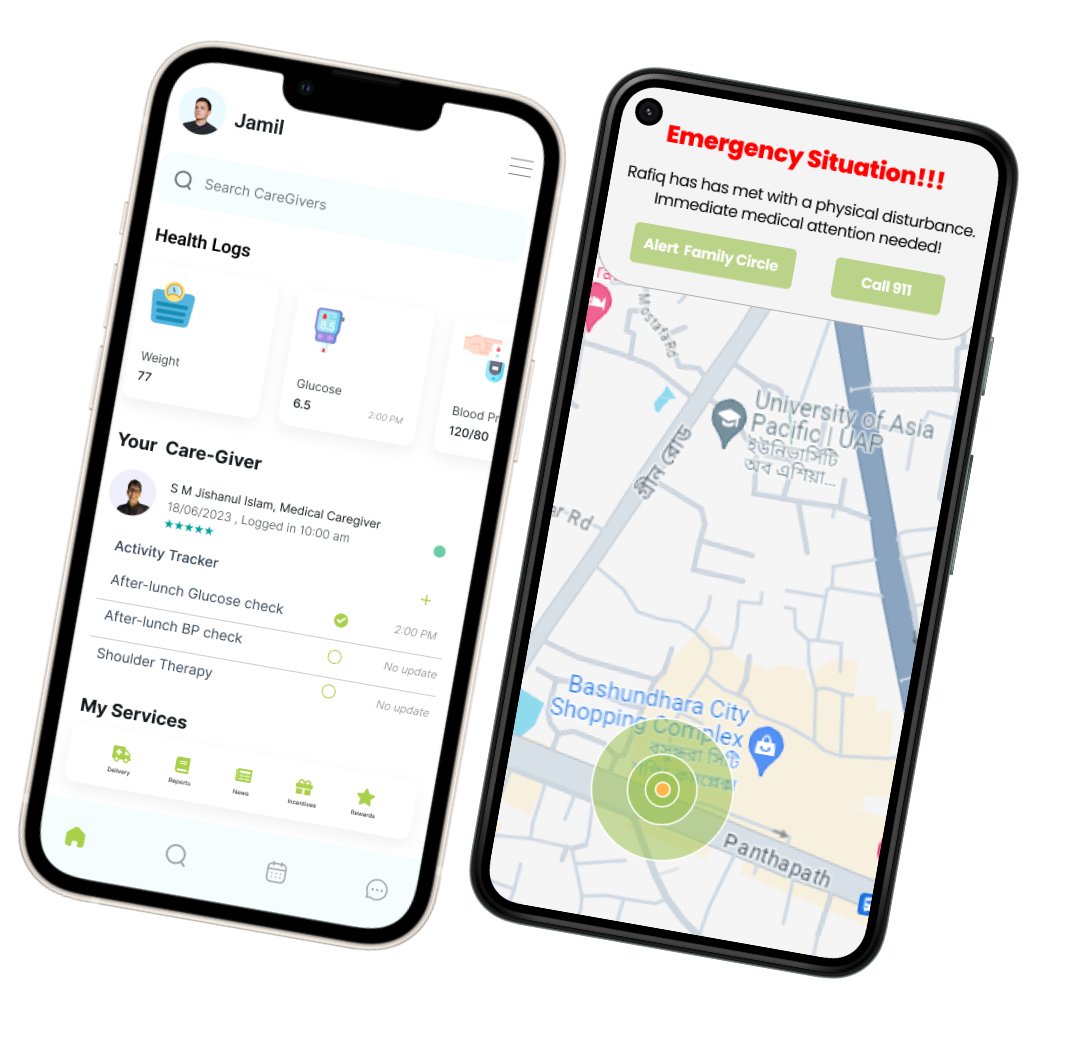 Jamil
Search CareGivers
Health Logs
Weight
77
Glucose
6.5
2:00 PM
Blood Pr
120/80
Your Care-Giver
S M Jishanul Islam, Medical Caregiver
18/06/2023 , Logged in 10:00 am
Activity Tracker
After-lunch Glucose check
2:00 PM
After-lunch BP check
No update
Shoulder Therapy
No update
My Services
Delivery
Reports
News
Incentives
Rewards
Emergency Situation!!!
Rafiq has has met with a physical disturbance.
Immediate medical attention needed!
Alert Family Circle
Call 911
Mostafa Rd
University of Asia
Pacific | UAP
ইউনিভার্সিটি
অব এশিয়া...
গ্রীন রোড
er Rd
Bashundhara City
Shopping Complex
বসুন্ধরা সিটি
Panthapath